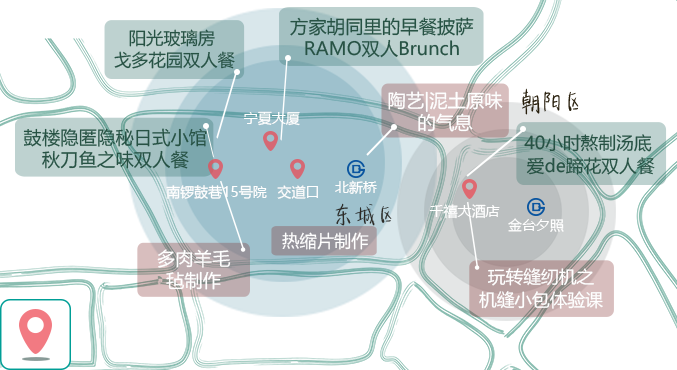 阳光玻璃房
戈多花园双人餐
方家胡同里的早餐披萨
RAMO双人Brunch
陶艺|泥土原味
的气息
朝阳区
宁夏大厦
鼓楼隐匿隐秘日式小馆
秋刀鱼之味双人餐
40小时熬制汤底
爱de蹄花双人餐
南锣鼓巷15号院
交道口
北新桥
东城区
千禧大酒店
金台夕照
热缩片制作
多肉羊毛
毡制作
玩转缝纫机之
机缝小包体验课